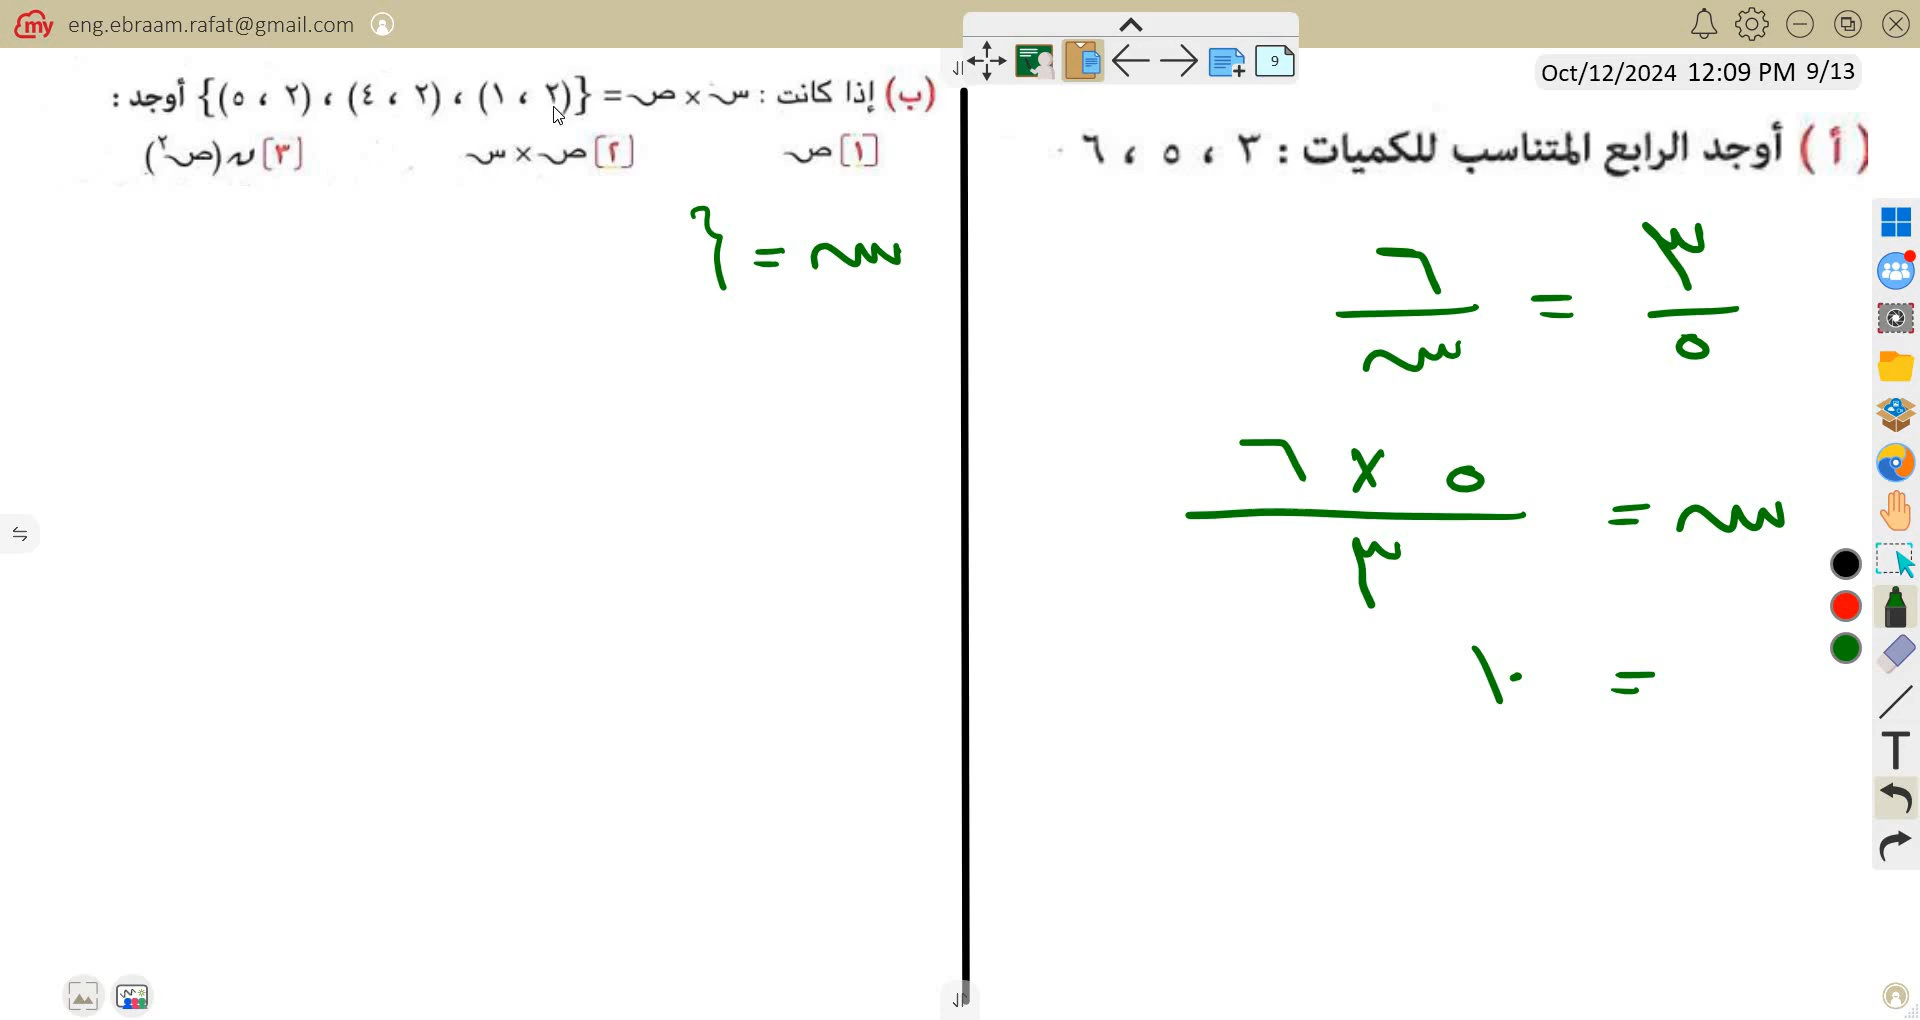 my eng.ebraam.rafat@gmail.com
9
Oct/12/2024 12:09 PM 9/13
( أ ) أوجد الرابع المتناسب للكميات : ٣ ، ٥ ، ٦
٣ / ٥ = ٦ / س
س = ٥ × ٦ / ٣
= ١٠
(ب) إذا كانت : س × ص = {(٢ ، ١) ، (٢ ، ٤) ، (٢ ، ٥)} أوجد :
[١] ص [٢] ص × س [٣] ن (ص٢)
س = {
T